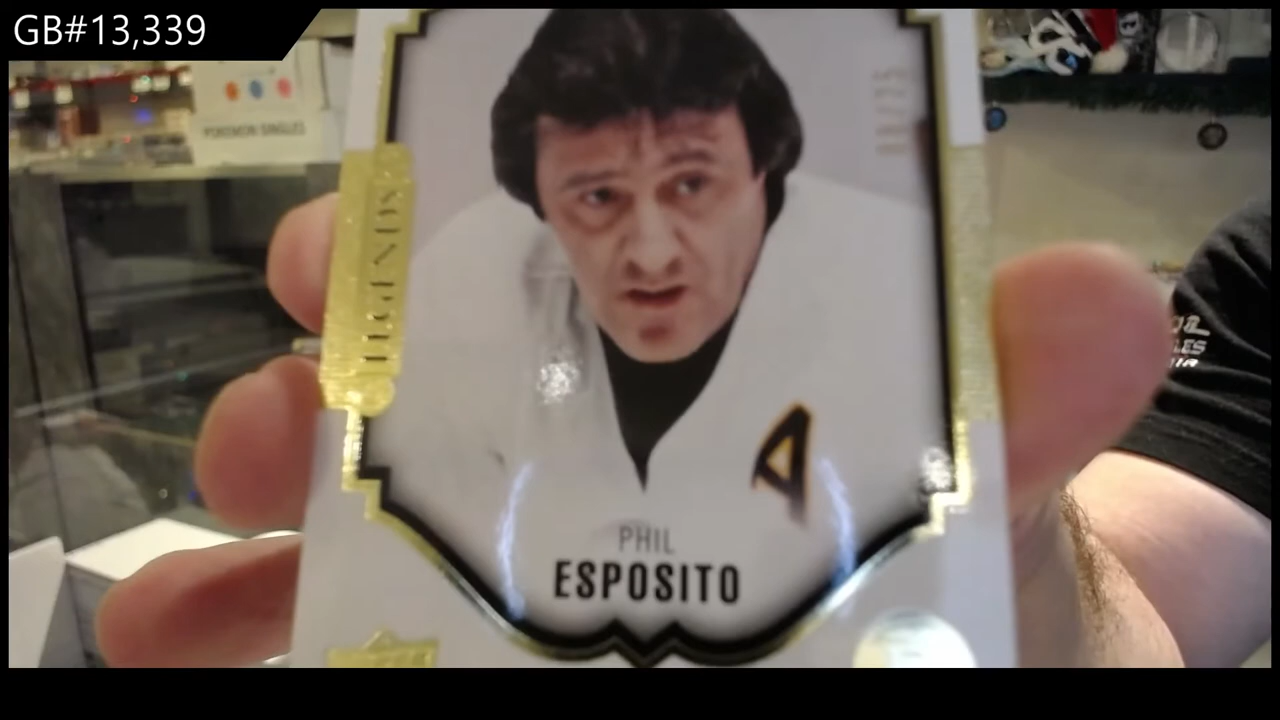 GB#13,339
POKEMON SINGLES
LEGENDS
A
PHIL
ESPOSITO